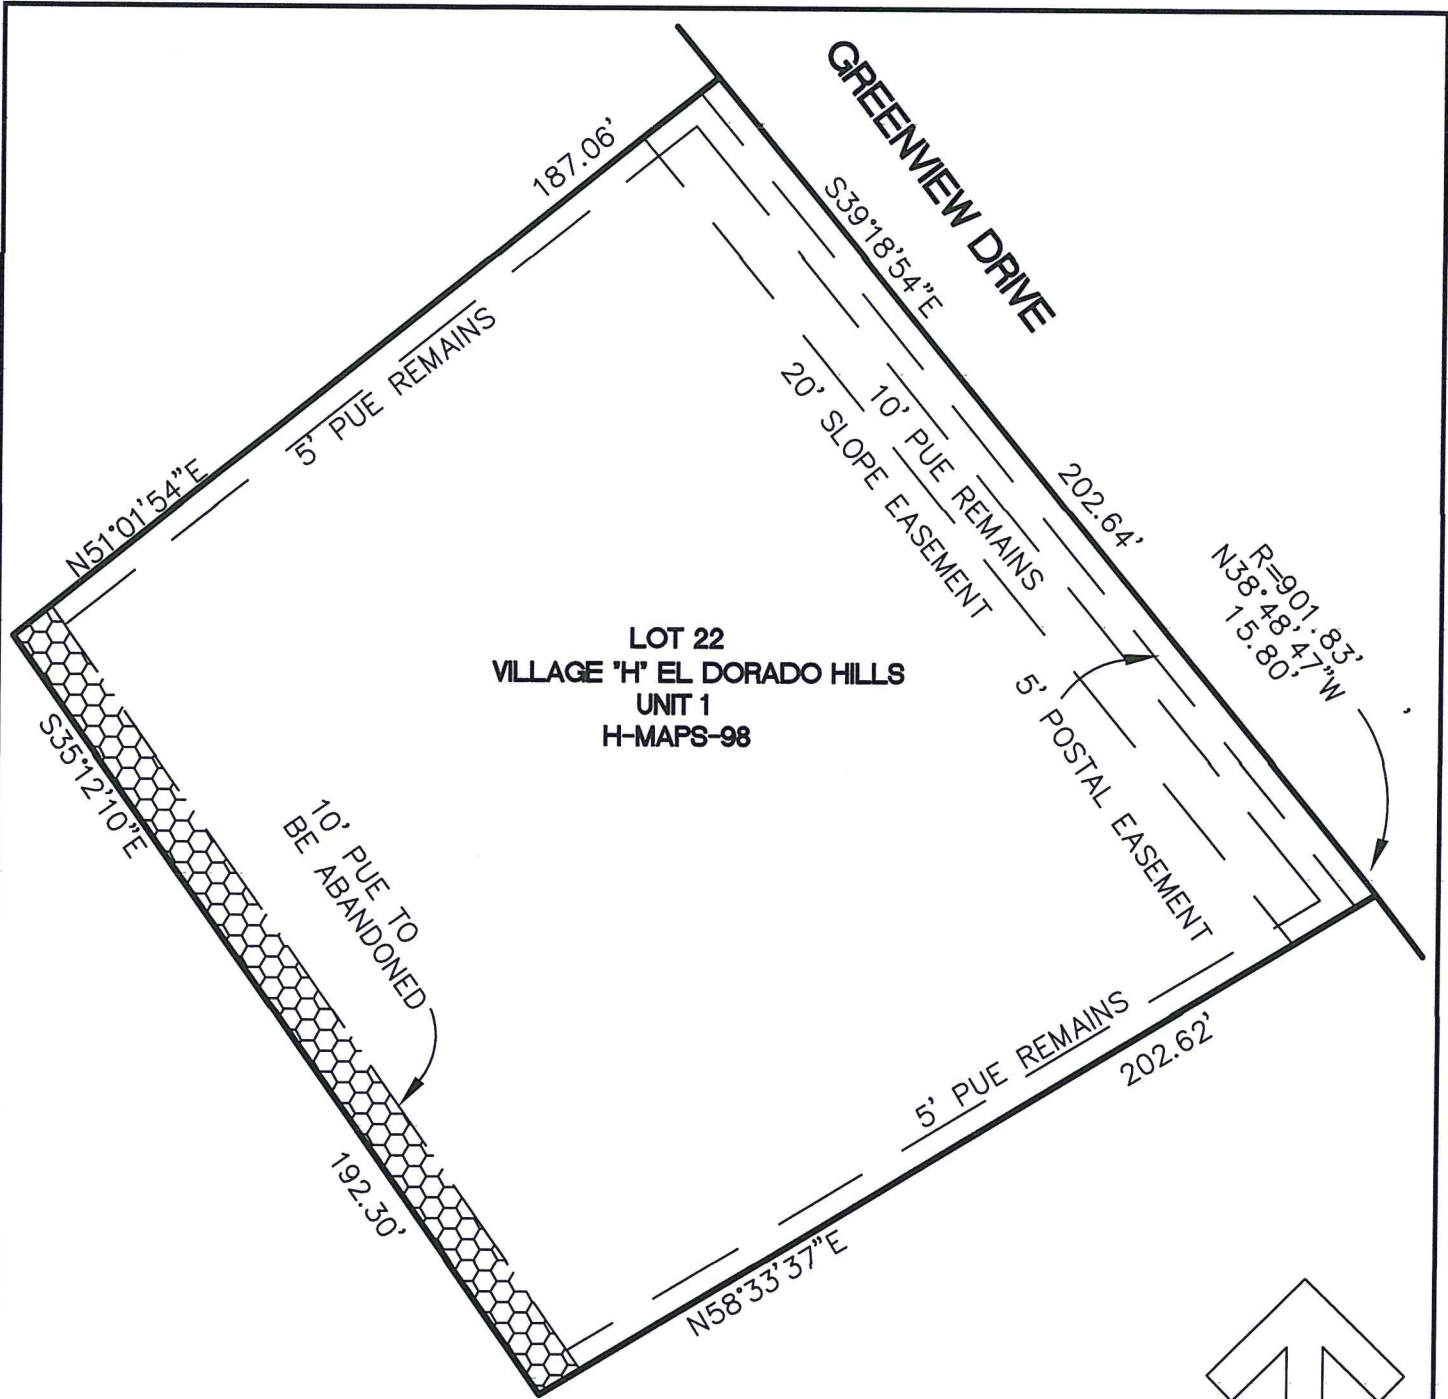 GREENVIEW DRIVE
187.06'
S39°18'54"E
5' PUE REMAINS
20' SLOPE EASEMENT
10' PUE REMAINS
202.64'
N51°01'54"E
R=901.83'
N38°48'47"W
15.80'
LOT 22
VILLAGE "H" EL DORADO HILLS
UNIT 1
H-MAPS-98
5' POSTAL EASEMENT
S35°12'10"E
10' PUE TO
BE ABANDONED
5' PUE REMAINS
202.62'
192.30'
N58°33'37"E